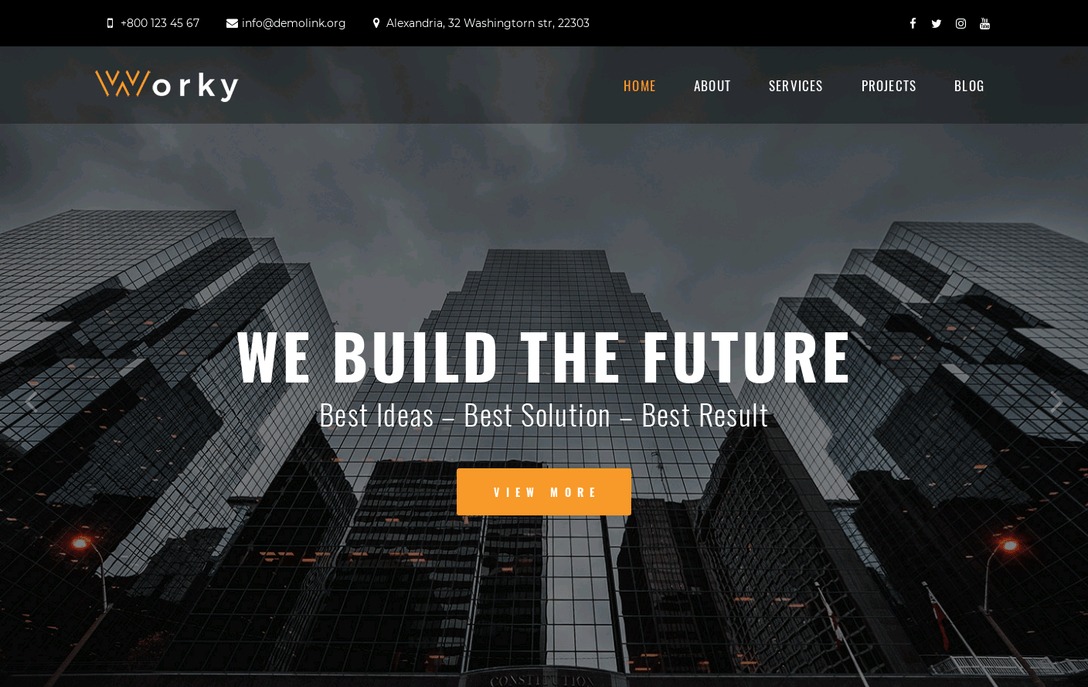 +800 123 45 67 info@demolink.org Alexandria, 32 Washingtorn str, 22303
Worky
HOME ABOUT SERVICES PROJECTS BLOG
WE BUILD THE FUTURE
Best Ideas – Best Solution – Best Result
VIEW MORE
CONSTITUTION